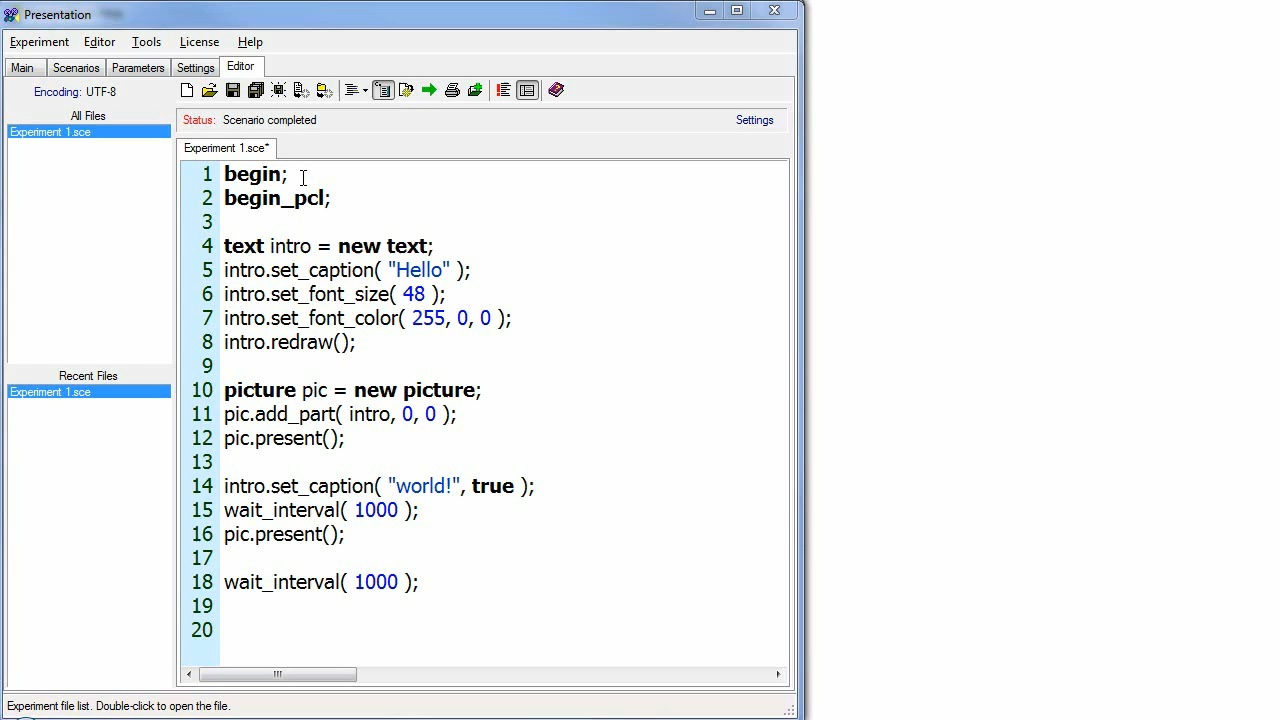 Presentation
Experiment Editor Tools License Help
Main Scenarios Parameters Settings Editor
Encoding: UTF-8
All Files
Experiment 1.sce
Recent Files
Experiment 1.sce
Status: Scenario completed Settings
Experiment 1.sce*
1 begin;
2 begin_pcl;
3
4 text intro = new text;
5 intro.set_caption( "Hello" );
6 intro.set_font_size( 48 );
7 intro.set_font_color( 255, 0, 0 );
8 intro.redraw();
9
10 picture pic = new picture;
11 pic.add_part( intro, 0, 0 );
12 pic.present();
13
14 intro.set_caption( "world!", true );
15 wait_interval( 1000 );
16 pic.present();
17
18 wait_interval( 1000 );
19
20
Experiment file list. Double-click to open the file.